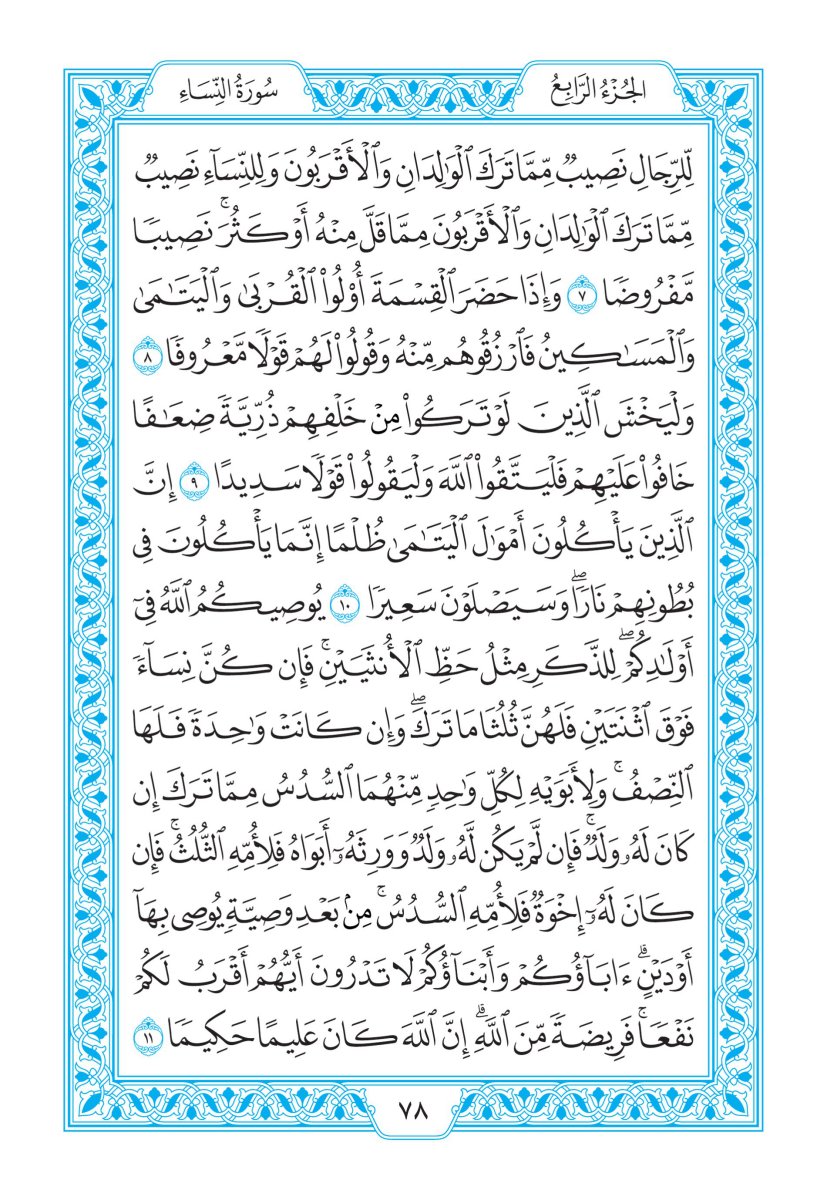 الجُزْءُ الرَّابِعُ
سُورَةُ النِّسَاءِ
لِّلرِّجَالِ نَصِيبٞ مِّمَّا تَرَكَ ٱلۡوَٰلِدَانِ وَٱلۡأَقۡرَبُونَ وَلِلنِّسَآءِ نَصِيبٞ
مِّمَّا تَرَكَ ٱلۡوَٰلِدَانِ وَٱلۡأَقۡرَبُونَ مِمَّا قَلَّ مِنۡهُ أَوۡ كَثُرَۚ نَصِيبٗا
مَّفۡرُوضٗا ٧ وَإِذَا حَضَرَ ٱلۡقِسۡمَةَ أُوْلُواْ ٱلۡقُرۡبَىٰ وَٱلۡيَتَٰمَىٰ
وَٱلۡمَسَٰكِينُ فَٱرۡزُقُوهُم مِّنۡهُ وَقُولُواْ لَهُمۡ قَوۡلٗا مَّعۡرُوفٗا ٨
وَلۡيَخۡشَ ٱلَّذِينَ لَوۡ تَرَكُواْ مِنۡ خَلۡفِهِمۡ ذُرِّيَّةٗ ضِعَٰفًا
خَافُواْ عَلَيۡهِمۡ فَلۡيَتَّقُواْ ٱللَّهَ وَلۡيَقُولُواْ قَوۡلٗا سَدِيدًا ٩ إِنَّ
ٱلَّذِينَ يَأۡكُلُونَ أَمۡوَٰلَ ٱلۡيَتَٰمَىٰ ظُلۡمًا إِنَّمَا يَأۡكُلُونَ فِي
بُطُونِهِمۡ نَارٗاۖ وَسَيَصۡلَوۡنَ سَعِيرٗا ١٠ يُوصِيكُمُ ٱللَّهُ فِيٓ
أَوۡلَٰدِكُمۡۖ لِلذَّكَرِ مِثۡلُ حَظِّ ٱلۡأُنثَيَيۡنِۚ فَإِن كُنَّ نِسَآءٗ
فَوۡقَ ٱثۡنَتَيۡنِ فَلَهُنَّ ثُلُثَا مَا تَرَكَۖ وَإِن كَانَتۡ وَٰحِدَةٗ فَلَهَا
ٱلنِّصۡفُۚ وَلِأَبَوَيۡهِ لِكُلِّ وَٰحِدٖ مِّنۡهُمَا ٱلسُّدُسُ مِمَّا تَرَكَ إِن
كَانَ لَهُۥ وَلَدٞۚ فَإِن لَّمۡ يَكُن لَّهُۥ وَلَدٞ وَوَرِثَهُۥٓ أَبَوَاهُ فَلِأُمِّهِ ٱلثُّلُثُۚ فَإِن
كَانَ لَهُۥٓ إِخۡوَةٞ فَلِأُمِّهِ ٱلسُّدُسُۚ مِنۢ بَعۡدِ وَصِيَّةٖ يُوصِي بِهَآ
أَوۡ دَيۡنٍۗ ءَابَآؤُكُمۡ وَأَبۡنَآؤُكُمۡ لَا تَدۡرُونَ أَيُّهُمۡ أَقۡرَبُ لَكُمۡ
نَفۡعٗاۚ فَرِيضَةٗ مِّنَ ٱللَّهِۗ إِنَّ ٱللَّهَ كَانَ عَلِيمًا حَكِيمٗا ١١
٧٨